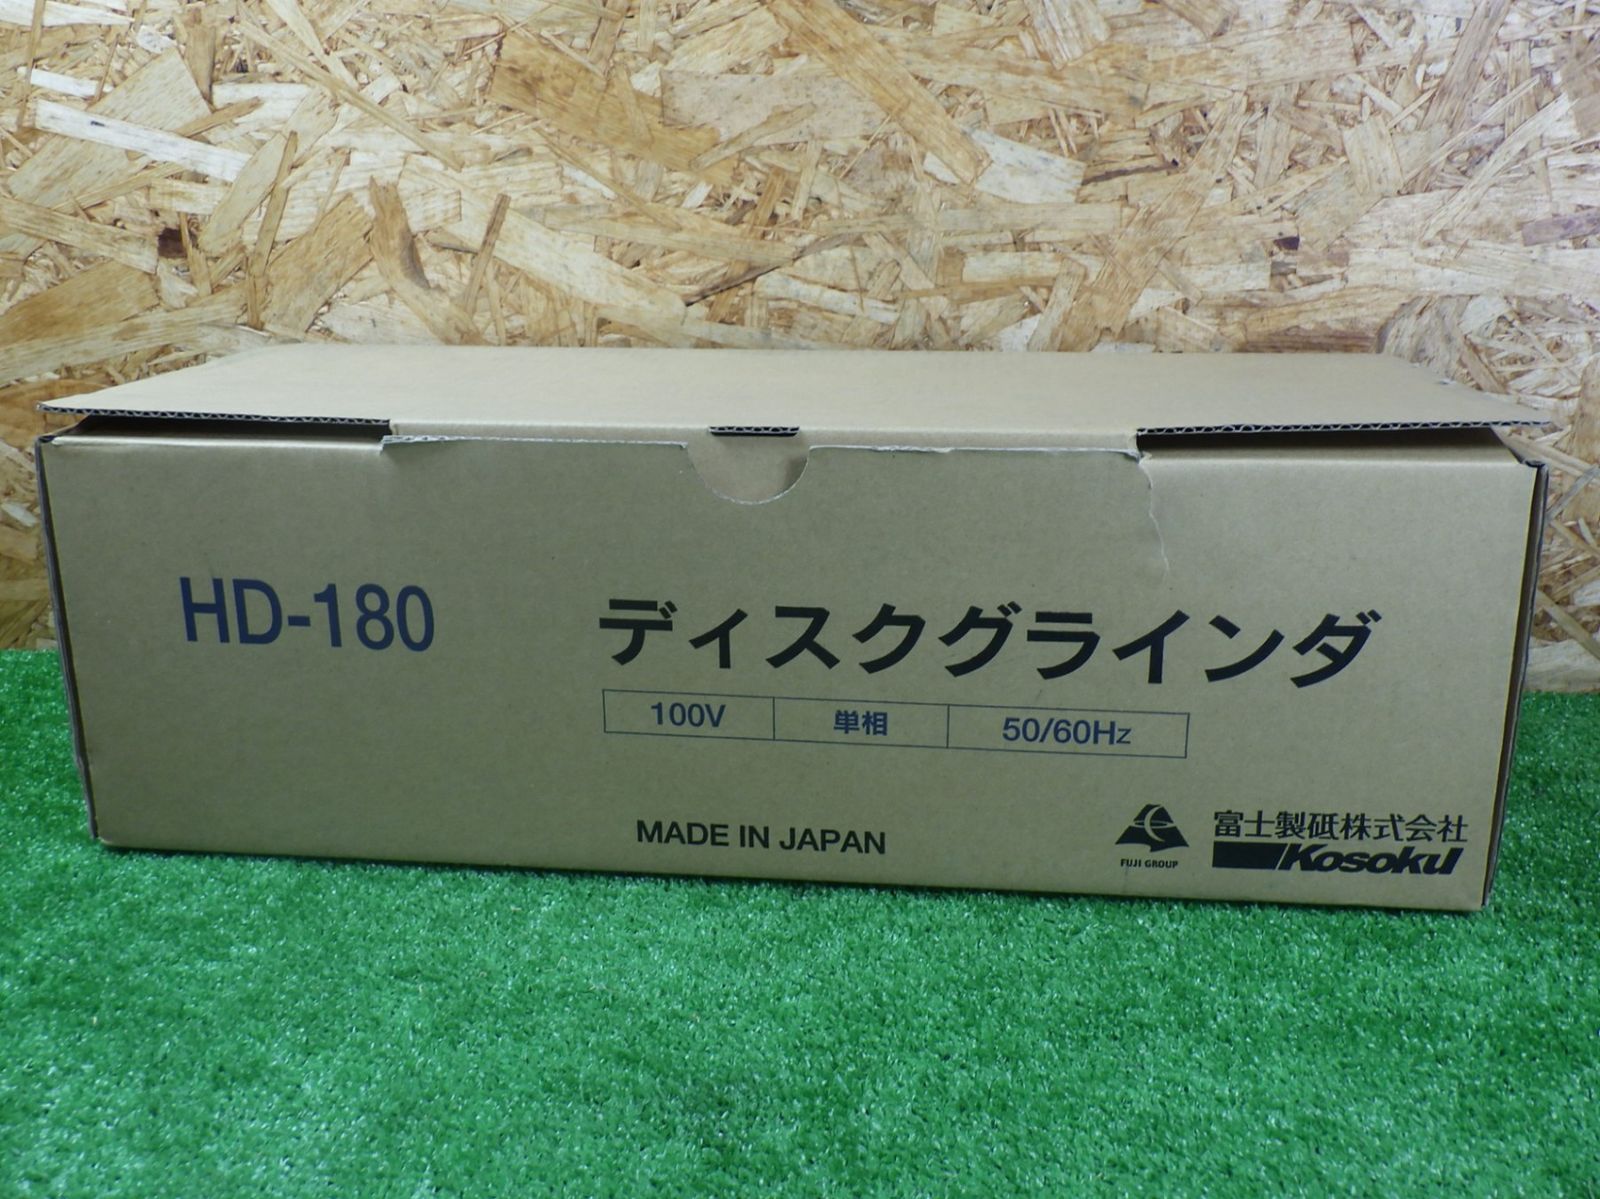 HD-180
ディスクグラインダ
100V 単相 50/60Hz
MADE IN JAPAN
FUJI GROUP
富士製砥株式会社
Kosoku